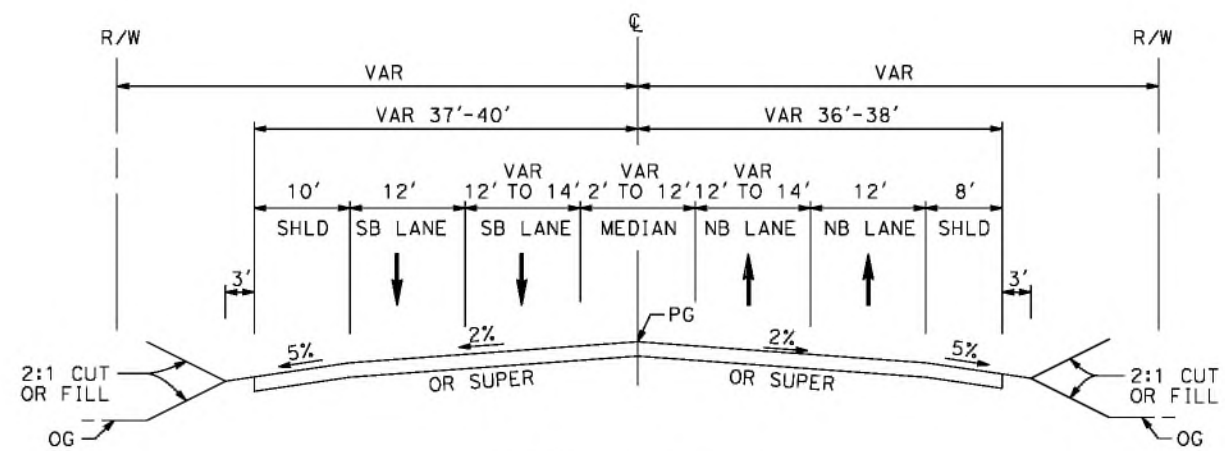 ℄
R/W
R/W
VAR
VAR
VAR 37'-40'
VAR 36'-38'
VAR
VAR
VAR
10'
12'
12' TO 14'
2' TO 12'
12' TO 14'
12'
8'
SHLD
SB LANE
SB LANE
MEDIAN
NB LANE
NB LANE
SHLD
3'
3'
PG
5%
2%
2%
5%
2:1 CUT
OR FILL
OR SUPER
OR SUPER
2:1 CUT
OR FILL
OG
OG